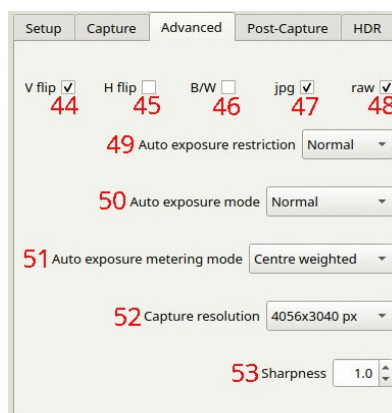 Setup Capture Advanced Post-Capture HDR
V flip H flip B/W jpg raw
44 45 46 47 48
49 Auto exposure restriction Normal
50 Auto exposure mode Normal
51 Auto exposure metering mode Centre weighted
52 Capture resolution 4056x3040 px
53 Sharpness 1.0